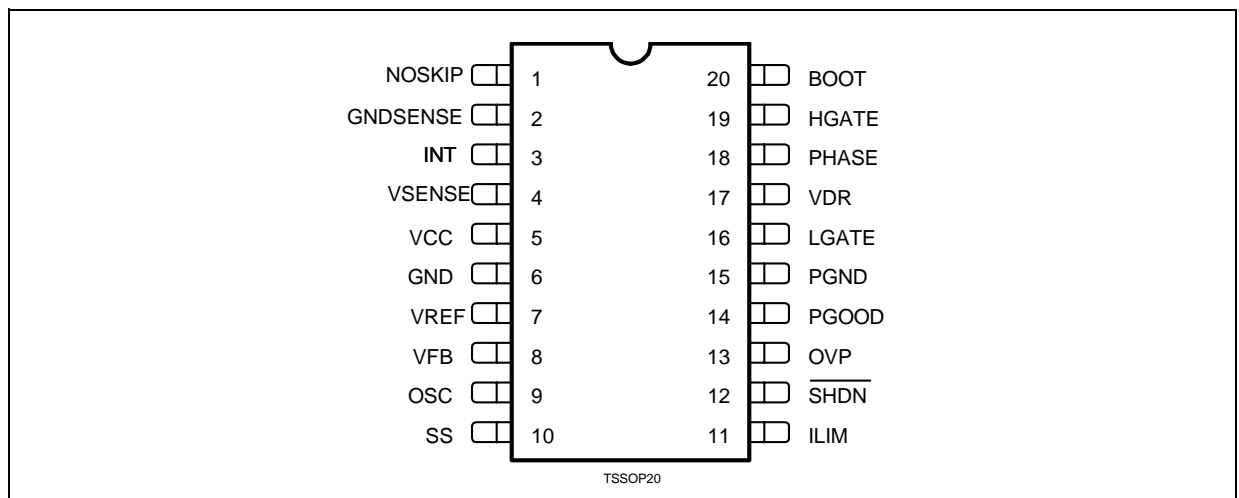 NOSKIP 1 20 BOOT
GNDSENSE 2 19 HGATE
INT 3 18 PHASE
VSENSE 4 17 VDR
VCC 5 16 LGATE
GND 6 15 PGND
VREF 7 14 PGOOD
VFB 8 13 OVP
OSC 9 12 S̅H̅D̅N̅
SS 10 11 ILIM
TSSOP20